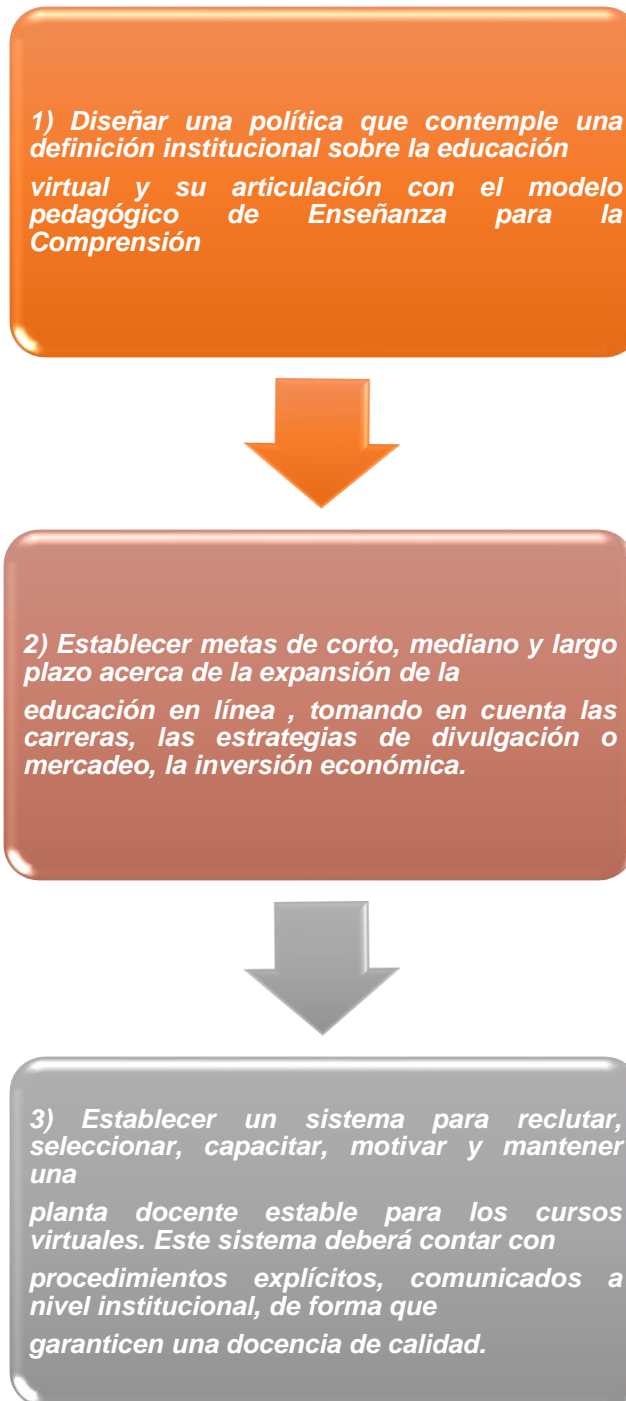 1) Diseñar una política que contemple una
definición institucional sobre la educación
virtual y su articulación con el modelo
pedagógico de Enseñanza para la
Comprensión
2) Establecer metas de corto, mediano y largo
plazo acerca de la expansión de la
educación en línea , tomando en cuenta las
carreras, las estrategias de divulgación o
mercadeo, la inversión económica.
3) Establecer un sistema para reclutar,
seleccionar, capacitar, motivar y mantener
una
planta docente estable para los cursos
virtuales. Este sistema deberá contar con
procedimientos explícitos, comunicados a
nivel institucional, de forma que
garanticen una docencia de calidad.